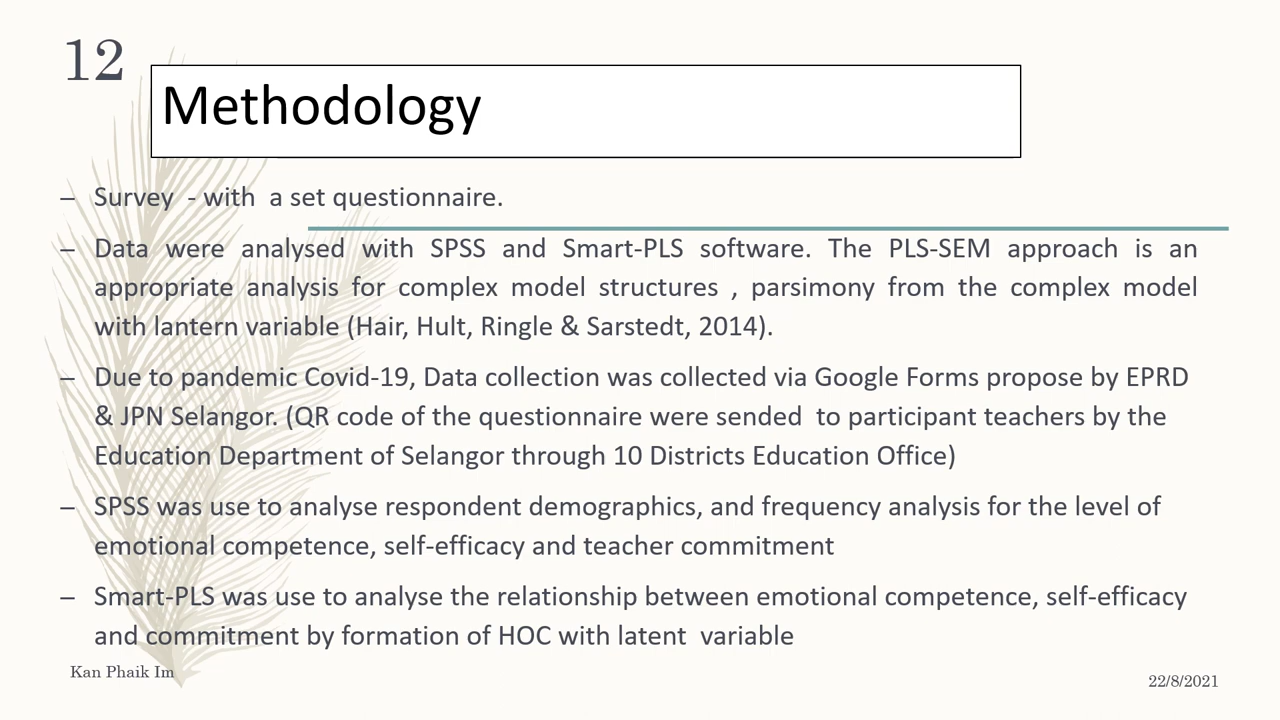 12
Methodology
– Survey - with a set questionnaire.
– Data were analysed with SPSS and Smart-PLS software. The PLS-SEM approach is an
appropriate analysis for complex model structures , parsimony from the complex model
with lantern variable (Hair, Hult, Ringle & Sarstedt, 2014).
– Due to pandemic Covid-19, Data collection was collected via Google Forms propose by EPRD
& JPN Selangor. (QR code of the questionnaire were sended to participant teachers by the
Education Department of Selangor through 10 Districts Education Office)
– SPSS was use to analyse respondent demographics, and frequency analysis for the level of
emotional competence, self-efficacy and teacher commitment
– Smart-PLS was use to analyse the relationship between emotional competence, self-efficacy
and commitment by formation of HOC with latent variable
Kan Phaik Im
22/8/2021